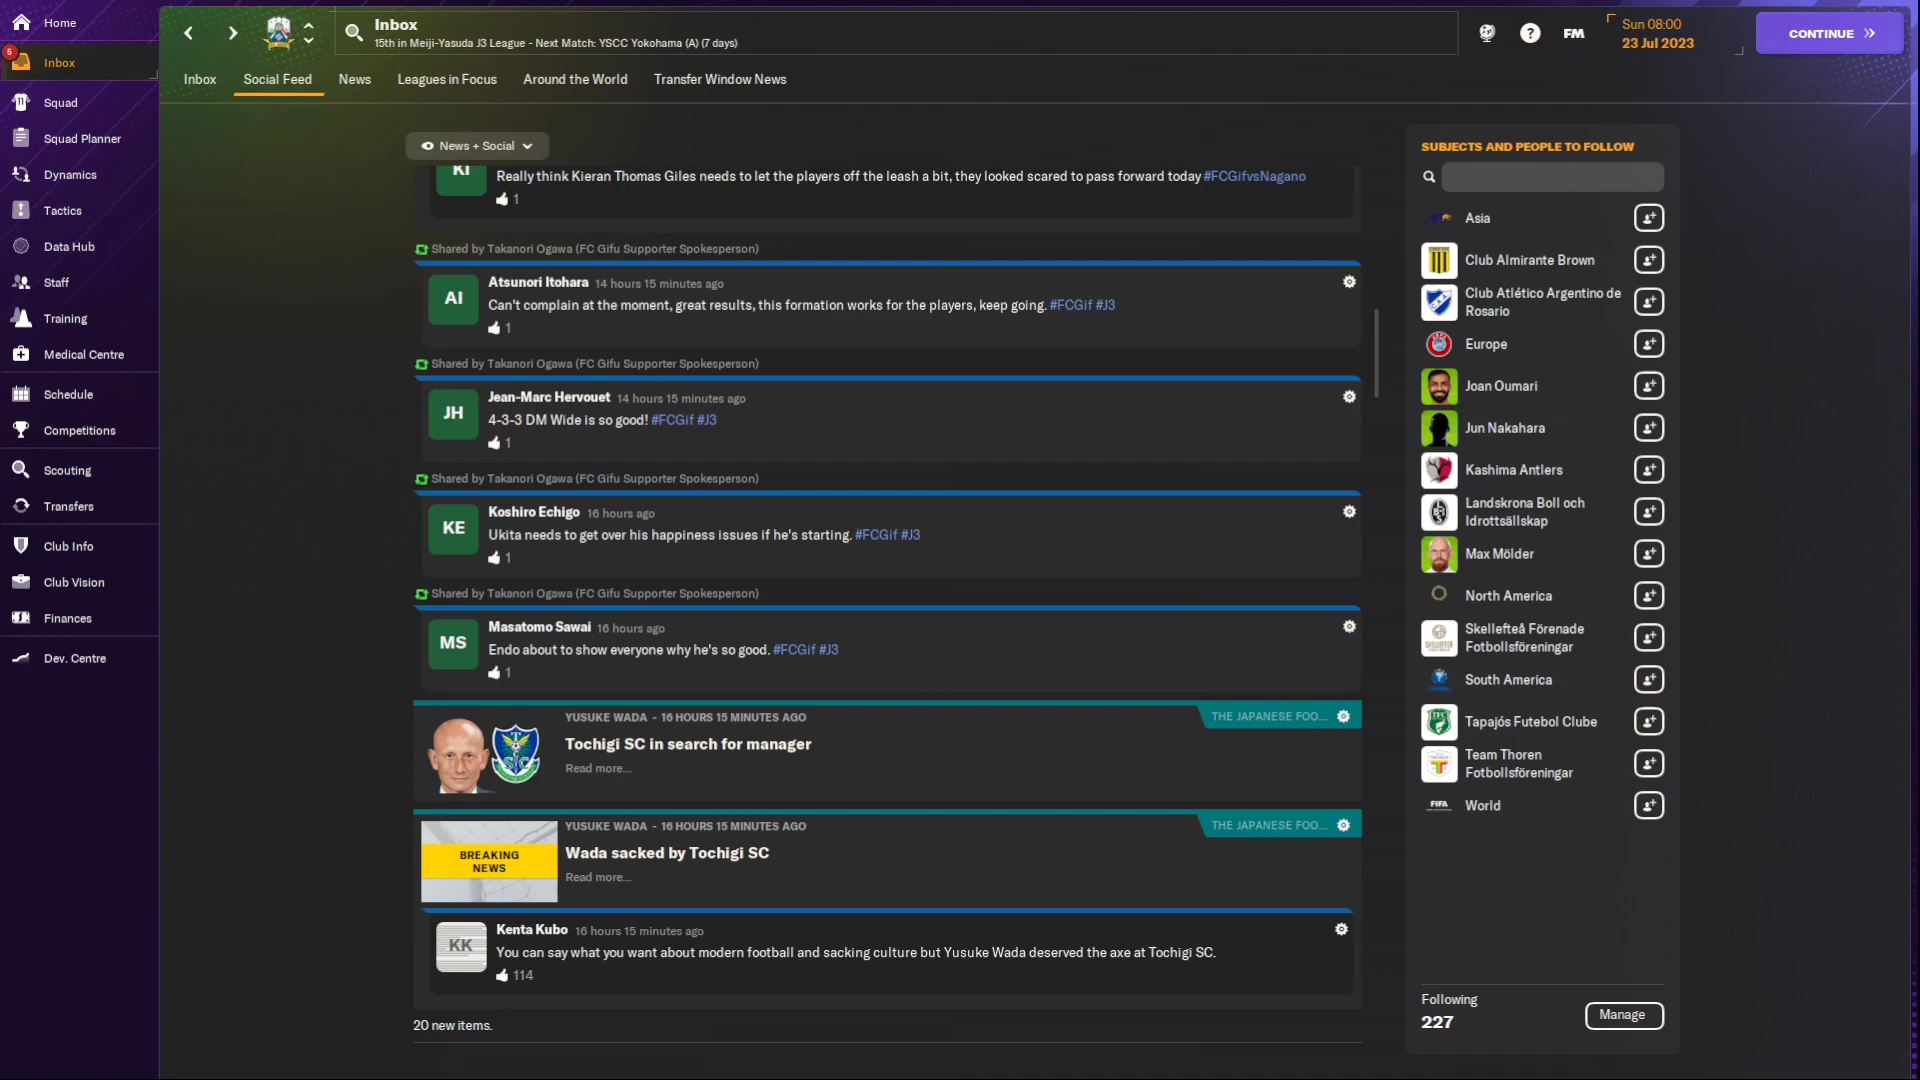 Home
Inbox
15th in Meiji-Yasuda J3 League - Next Match: YSCC Yokohama (A) (7 days)
FM
Sun 08:00
23 Jul 2023
CONTINUE
5
Inbox
Inbox
Social Feed
News
Leagues in Focus
Around the World
Transfer Window News
Squad
Squad Planner
Dynamics
Tactics
Data Hub
Staff
Training
Medical Centre
Schedule
Competitions
Scouting
Transfers
Club Info
Club Vision
Finances
Dev. Centre
News + Social
Really think Kieran Thomas Giles needs to let the players off the leash a bit, they looked scared to pass forward today #FCGifvsNagano
1
Shared by Takanori Ogawa (FC Gifu Supporter Spokesperson)
AI
Atsunori Itohara 14 hours 15 minutes ago
Can't complain at the moment, great results, this formation works for the players, keep going. #FCGif #J3
1
Shared by Takanori Ogawa (FC Gifu Supporter Spokesperson)
JH
Jean-Marc Hervouet 14 hours 15 minutes ago
4-3-3 DM Wide is so good! #FCGif #J3
1
Shared by Takanori Ogawa (FC Gifu Supporter Spokesperson)
KE
Koshiro Echigo 16 hours ago
Ukita needs to get over his happiness issues if he's starting. #FCGif #J3
1
Shared by Takanori Ogawa (FC Gifu Supporter Spokesperson)
MS
Masatomo Sawai 16 hours ago
Endo about to show everyone why he's so good. #FCGif #J3
1
YUSUKE WADA - 16 HOURS 15 MINUTES AGO
THE JAPANESE FOO...
Tochigi SC in search for manager
Read more...
YUSUKE WADA - 16 HOURS 15 MINUTES AGO
THE JAPANESE FOO...
BREAKING
NEWS
Wada sacked by Tochigi SC
Read more...
KK
Kenta Kubo 16 hours 15 minutes ago
You can say what you want about modern football and sacking culture but Yusuke Wada deserved the axe at Tochigi SC.
114
20 new items.
SUBJECTS AND PEOPLE TO FOLLOW
Asia
Club Almirante Brown
Club Atlético Argentino de
Rosario
Europe
Joan Oumari
Jun Nakahara
Kashima Antlers
Landskrona Boll och
Idrottsällskap
Max Mölder
North America
Skellefteå Förenade
Fotbollsföreningar
South America
Tapajós Futebol Clube
Team Thoren
Fotbollsföreningar
FIFA
World
Following
227
Manage